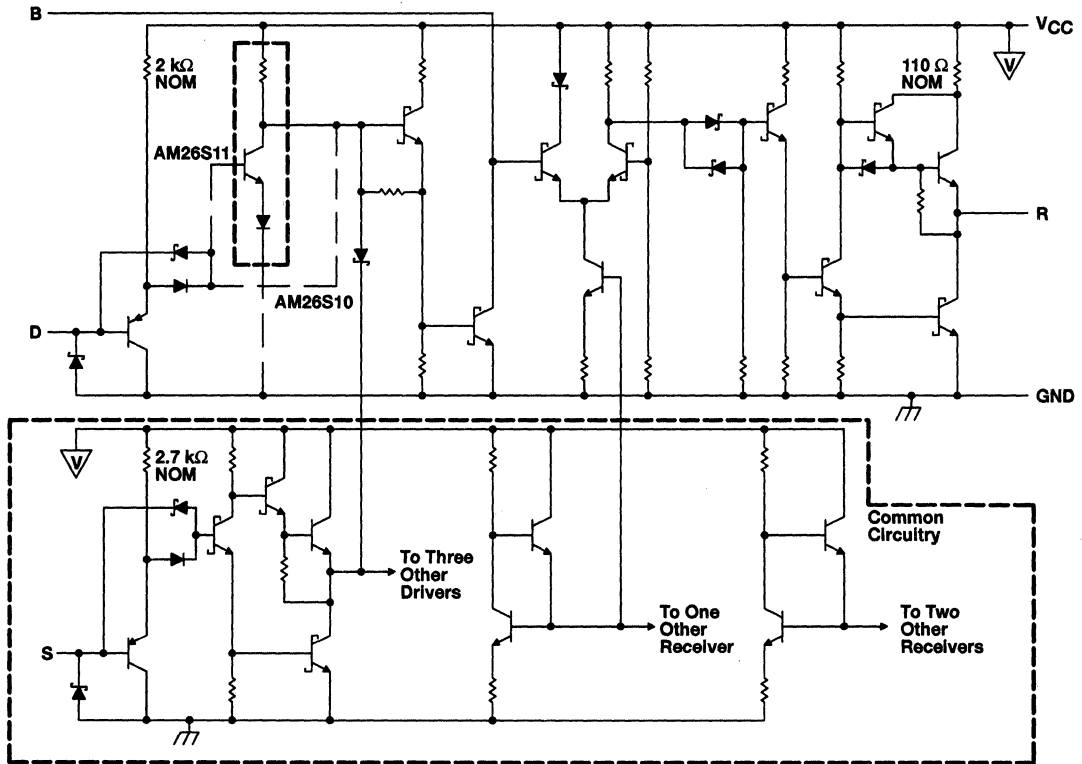 B
VCC
V
2 kΩ
NOM
110 Ω
NOM
AM26S11
R
AM26S10
D
GND
V
2.7 kΩ
NOM
Common
Circuitry
To Three
Other
Drivers
To One
Other
Receiver
To Two
Other
Receivers
S